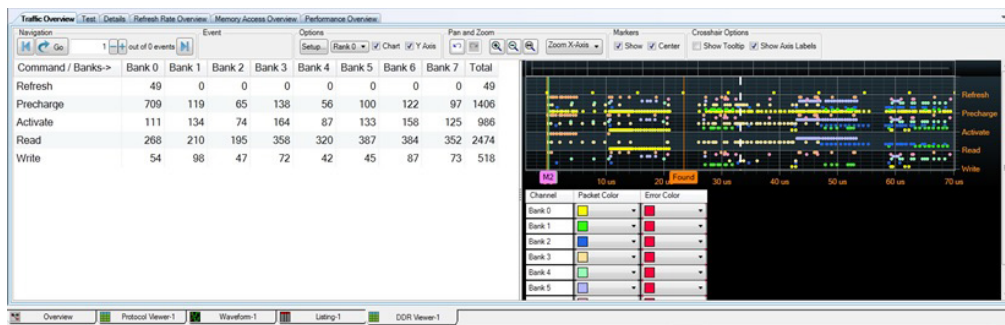 Traffic Overview Test Details Refresh Rate Overview Memory Access Overview Performance Overview
Navigation Event Options Pan and Zoom Markers Crosshair Options
Go 1 - + out of 0 events Setup... Rank 0 Chart Y Axis Zoom X-Axis Show Center Show Tooltip Show Axis Labels
Command / Banks-> Bank 0 Bank 1 Bank 2 Bank 3 Bank 4 Bank 5 Bank 6 Bank 7 Total
Refresh 49 0 0 0 0 0 0 0 49
Precharge 709 119 65 138 56 100 122 97 1406
Activate 111 134 74 164 87 133 158 125 986
Read 268 210 195 358 320 387 384 352 2474
Write 54 98 47 72 42 45 87 73 518
Refresh
Precharge
Activate
Read
Write
M2 Found
10 us 20 u 30 us 40 us 50 us 60 us 70 us
Channel Packet Color Error Color
Bank 0
Bank 1
Bank 2
Bank 3
Bank 4
Bank 5
Overview Protocol Viewer-1 Waveform-1 Listing-1 DDR Viewer-1